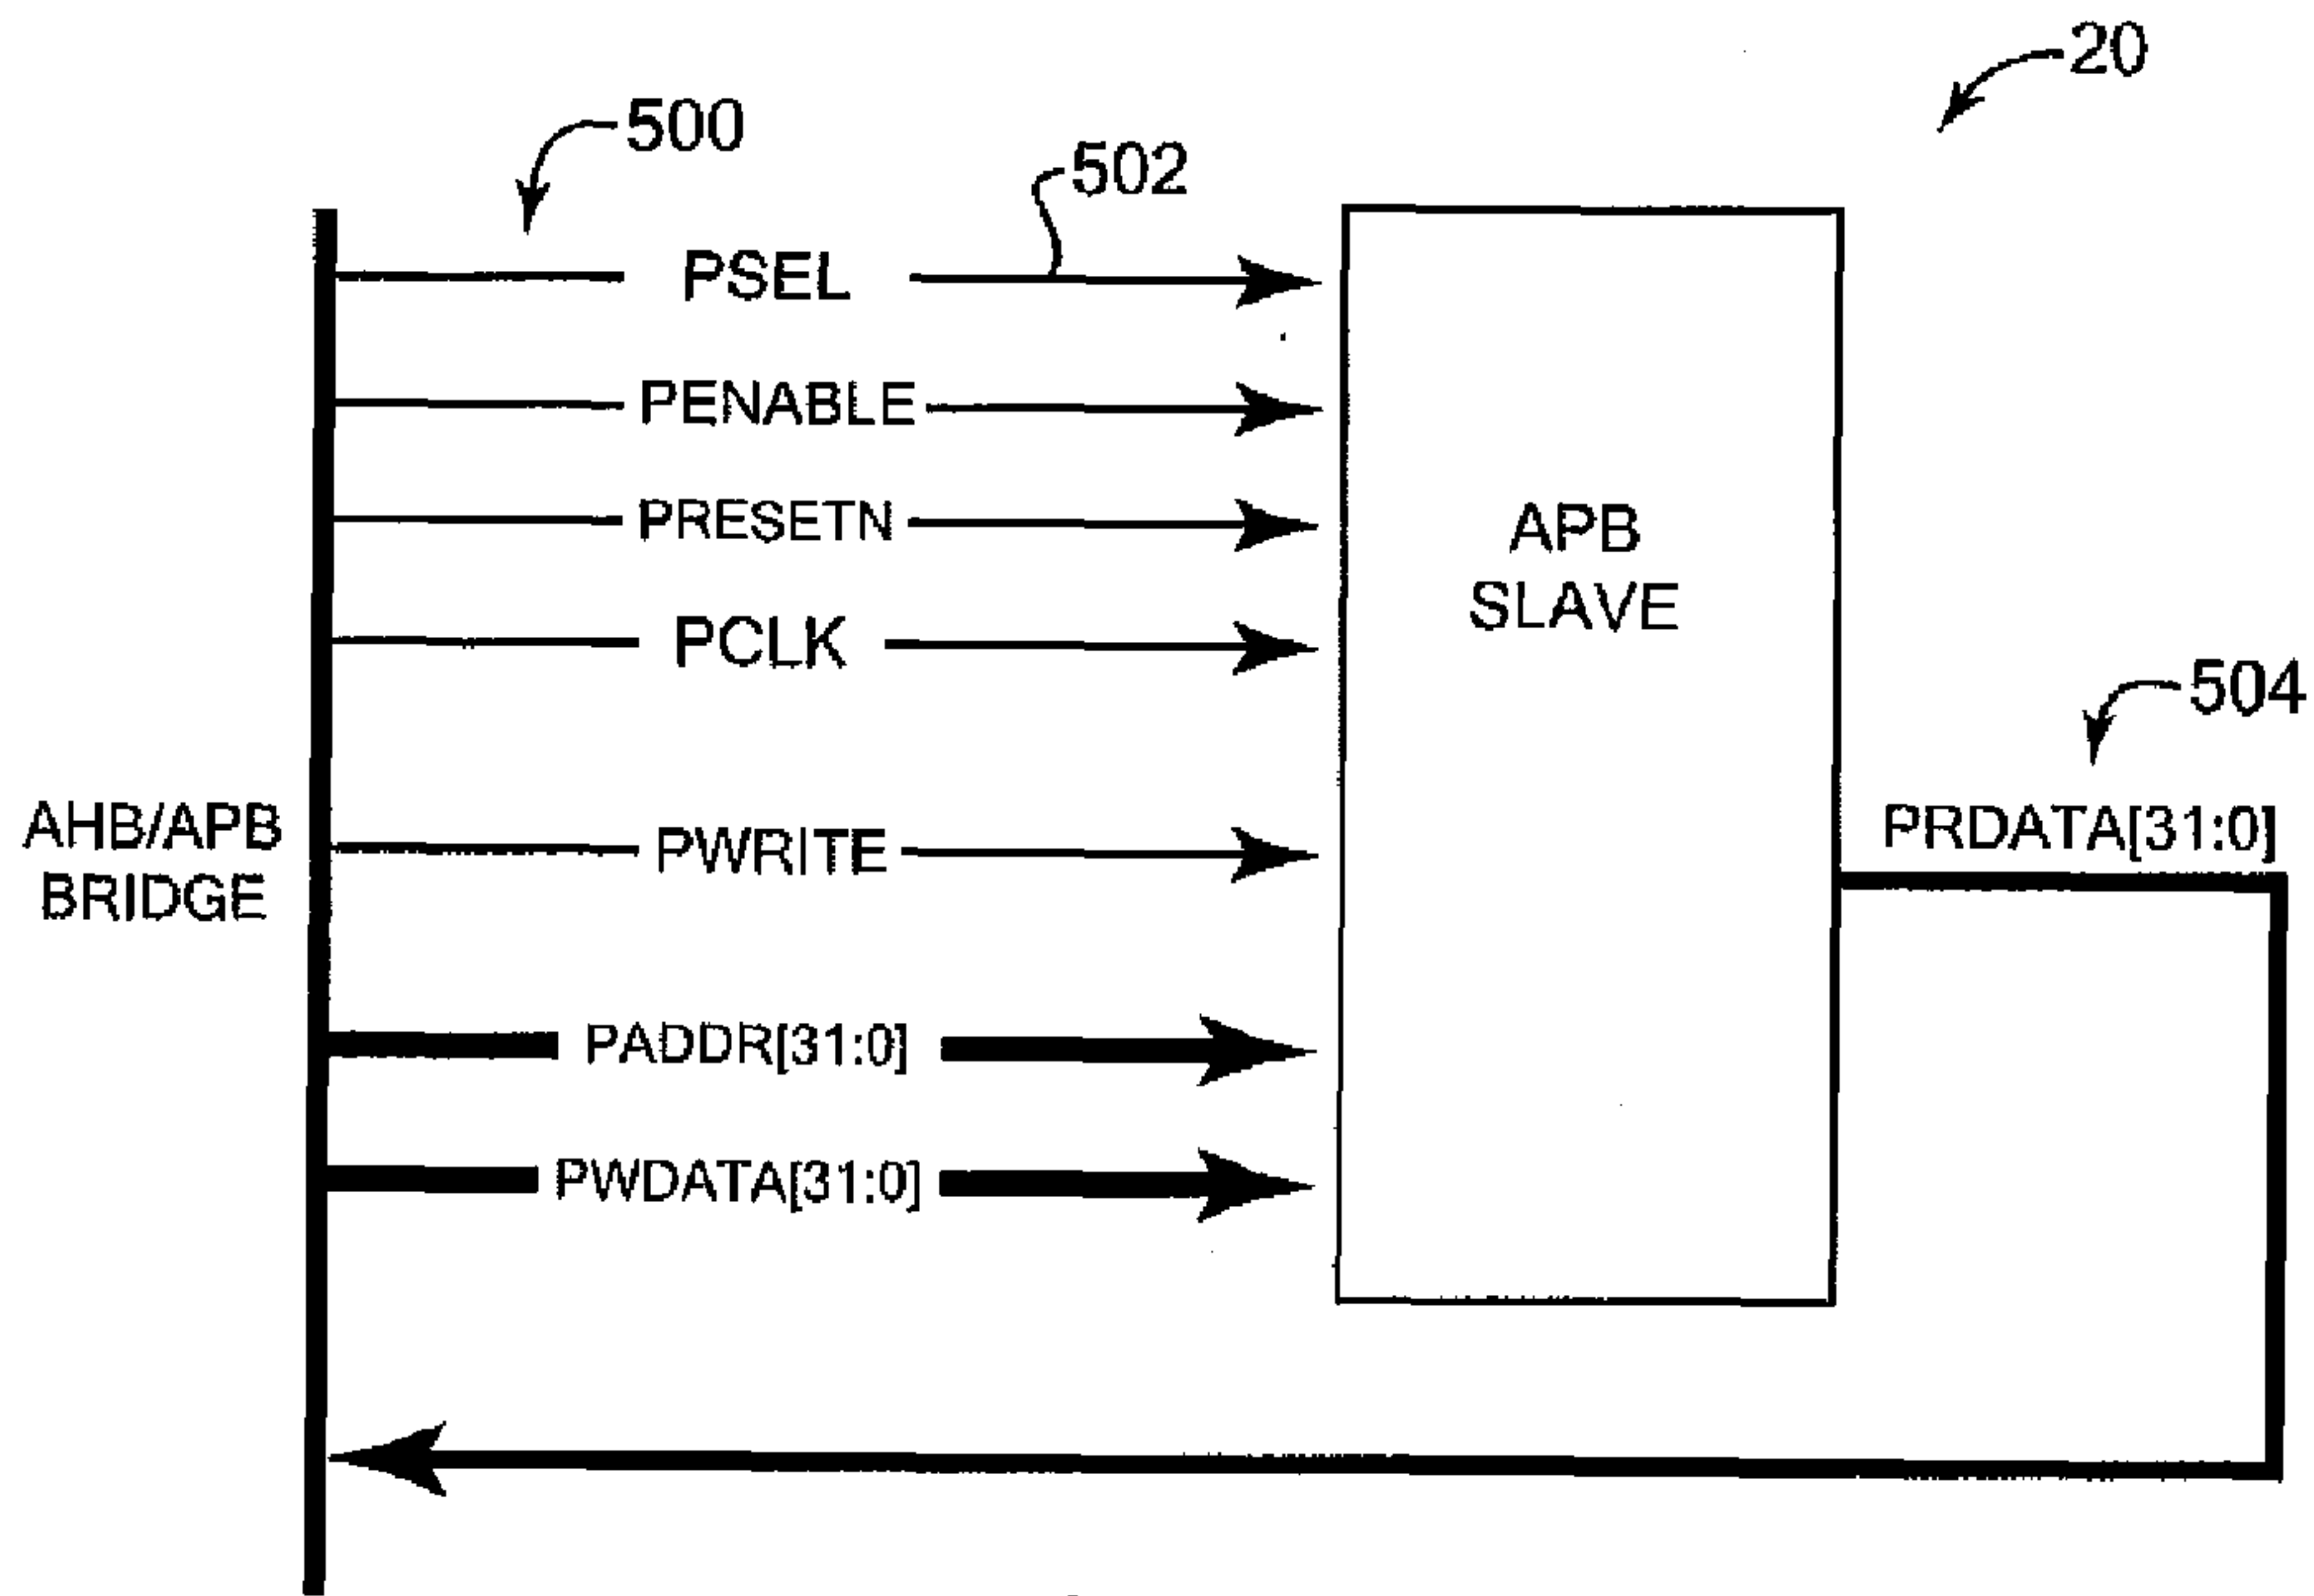 20
500
502
PSEL
PENABLE
PRESETN
APB
SLAVE
PCLK
504
AHB/APB
BRIDGE
PWRITE
PRDATA[31:0]
PADDR[31:0]
PWDATA[31:0]